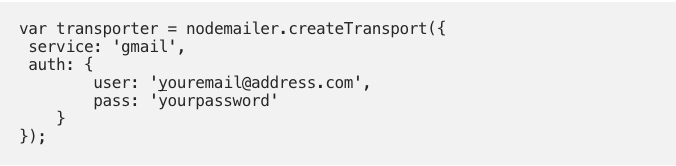 var transporter = nodemailer.createTransport({
 service: 'gmail',
 auth: {
        user: 'youremail@address.com',
        pass: 'yourpassword'
    }
});